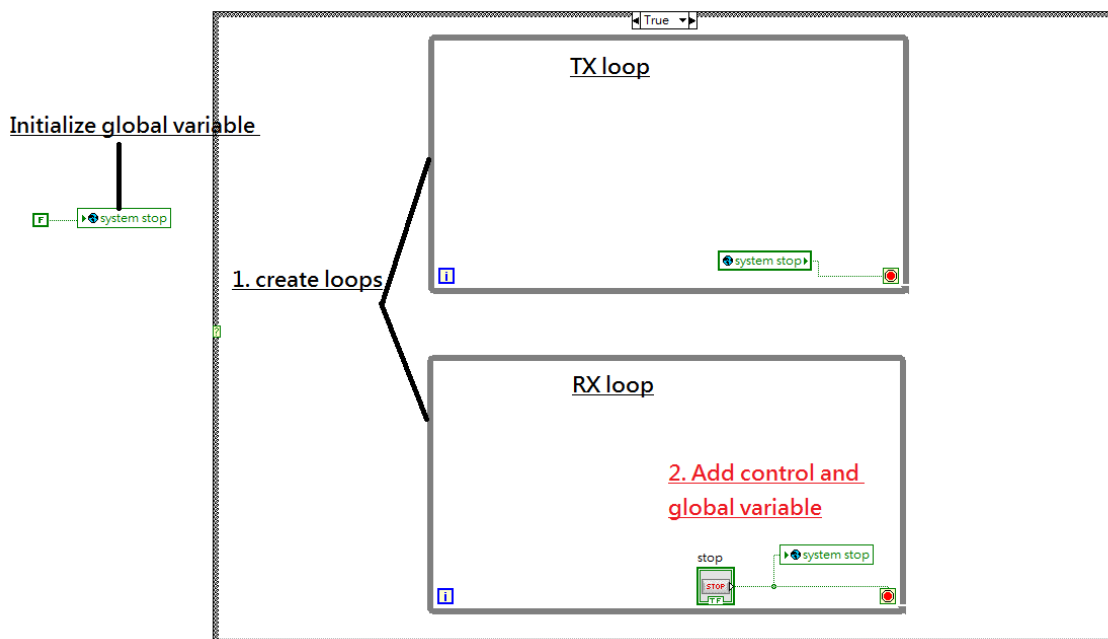 True
TX loop
Initialize global variable
F
system stop
system stop
1. create loops
i
?
RX loop
2. Add control and
global variable
stop
system stop
STOP
TF
i